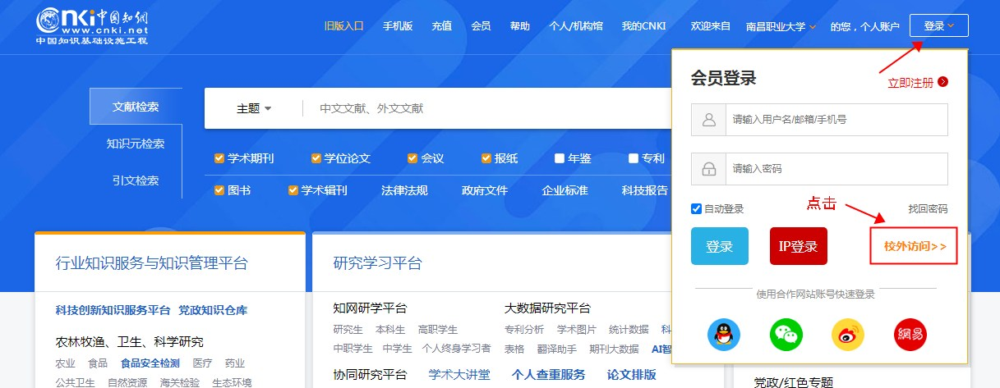 cnki 中国知网
www.cnki.net
中国知识基础设施工程
旧版入口 手机版 充值 会员 帮助 个人/机构馆 我的CNKI 欢迎来自 南昌职业大学 的您，个人账户 登录
文献检索
知识元检索
引文检索
主题 中文文献、外文文献
学术期刊 学位论文 会议 报纸 年鉴 专利
图书 学术辑刊 法律法规 政府文件 企业标准 科技报告
会员登录
立即注册
请输入用户名/邮箱/手机号
请输入密码
自动登录 找回密码
点击
登录 IP登录 校外访问>>
使用合作网站账号快速登录
網易
行业知识服务与知识管理平台
科技创新知识服务平台 党政知识仓库
农林牧渔、卫生、科学研究
农业 食品 食品安全检测 医疗 药业
公共卫生 自然资源 海关检验 生态环境
研究学习平台
知网研学平台
研究生 本科生 高职学生
中职学生 中学生 个人终身学习者
大数据研究平台
专利分析 学术图片 统计数据 科
表格 翻译助手 期刊大数据 AI智
协同研究平台 学术大讲堂 个人查重服务 论文排版
党政/红色专题